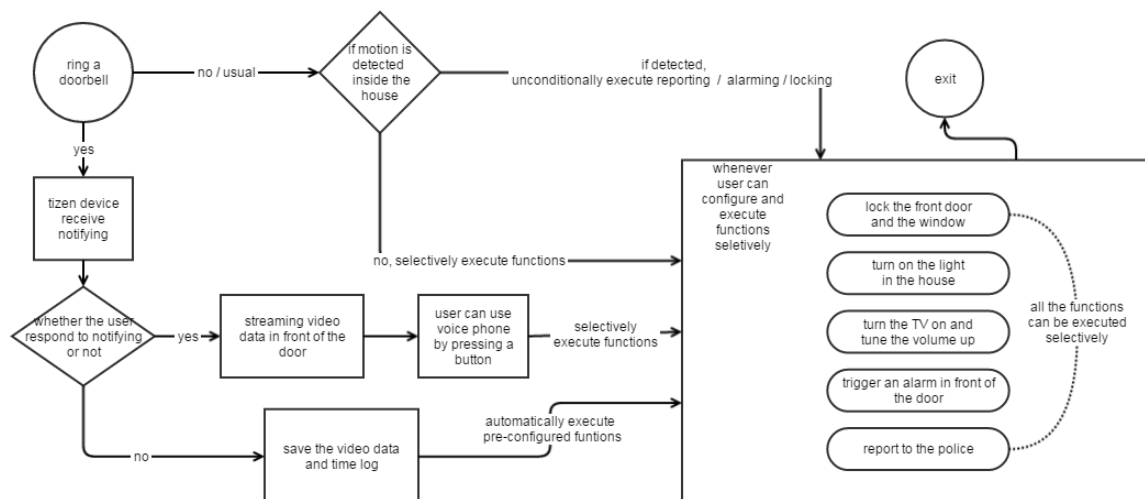 ring a
doorbell
no / usual
if motion is
detected
inside the
house
if detected,
unconditionally execute reporting / alarming / locking
exit
yes
tizen device
receive
notifying
whenever
user can
configure and
execute
functions
seletively
lock the front door
and the window
no, selectively execute functions
turn on the light
in the house
all the functions
can be executed
selectively
whether the user
respond to notifying
or not
yes
streaming video
data in front of the
door
user can use
voice phone
by pressing a
button
selectively
execute functions
turn the TV on and
tune the volume up
trigger an alarm in front of
the door
no
save the video data
and time log
automatically execute
pre-configured funtions
report to the police